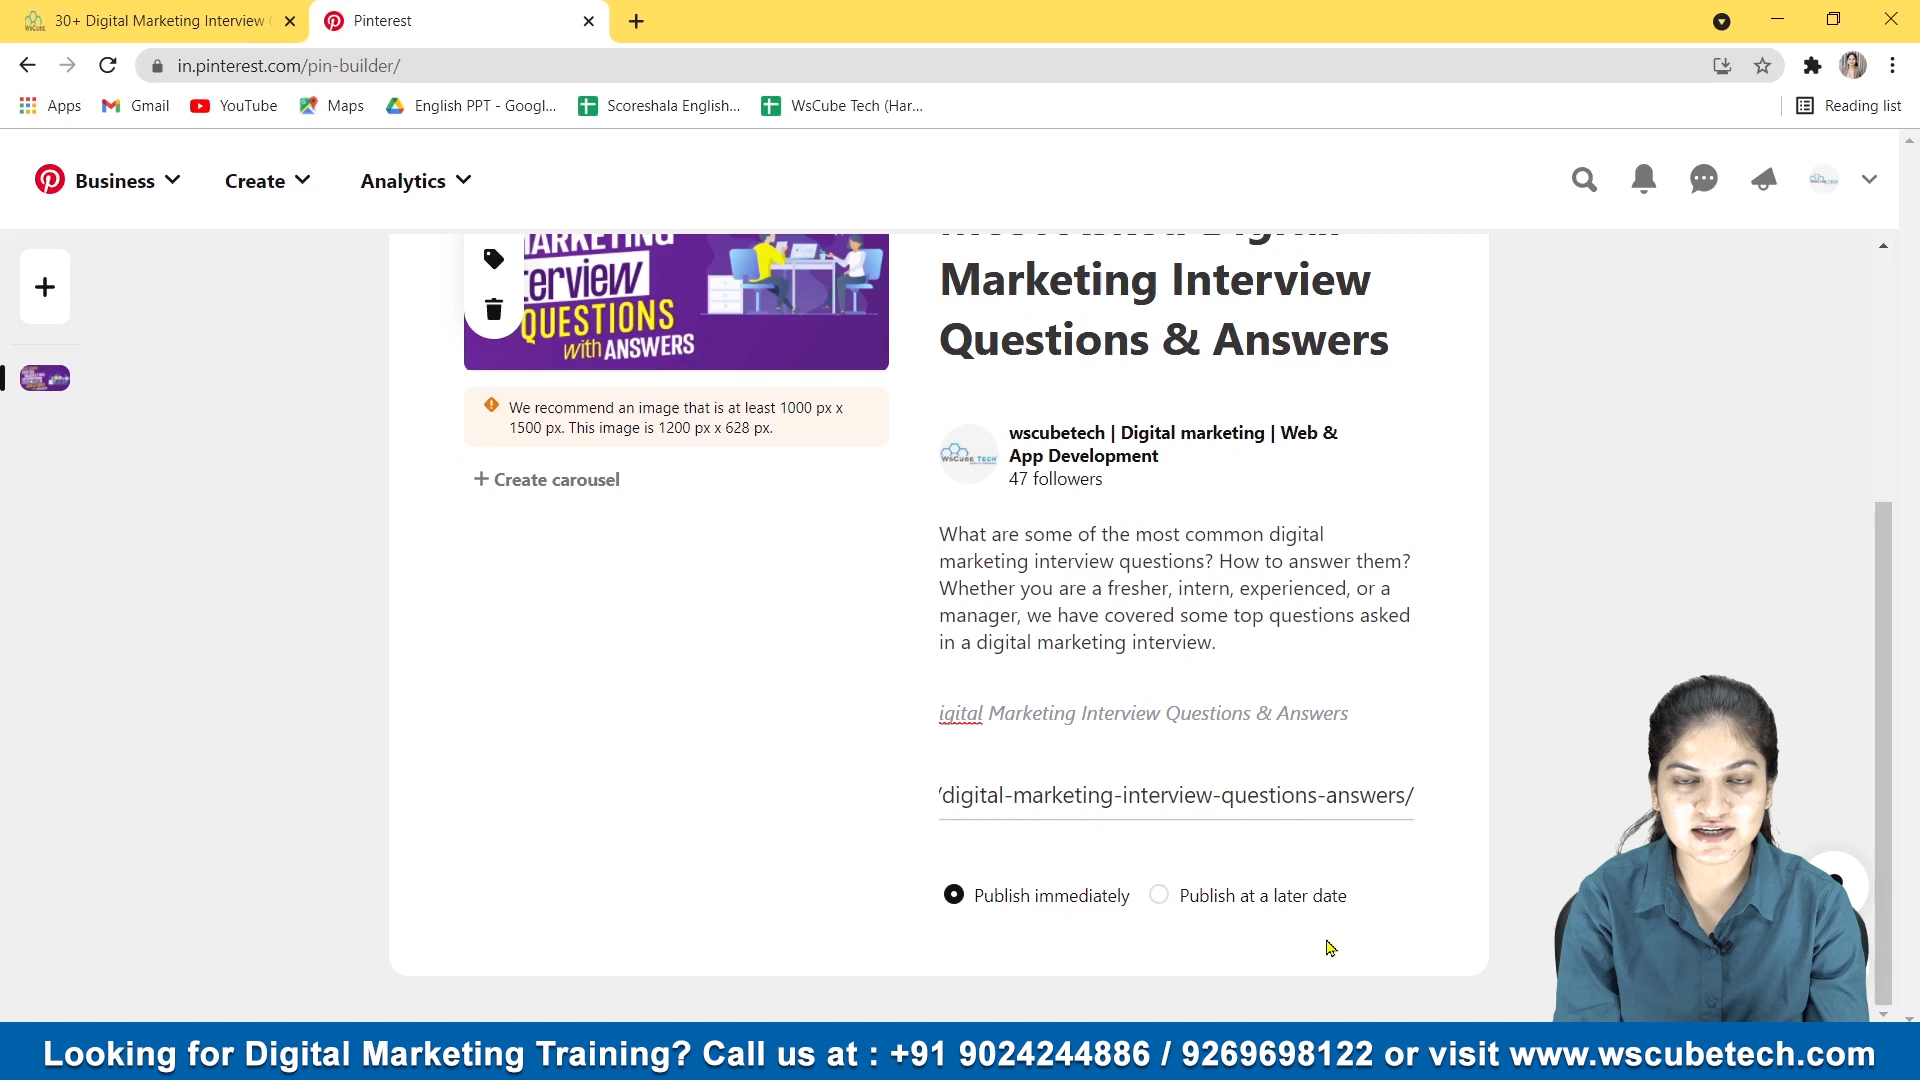 30+ Digital Marketing Interview
Pinterest
in.pinterest.com/pin-builder/
Apps
Gmail
YouTube
Maps
English PPT - Googl...
Scoreshala English...
WsCube Tech (Har...
Reading list
Business
Create
Analytics
Marketing Interview
Questions & Answers
MARKETING
QUESTIONS
with ANSWERS
We recommend an image that is at least 1000 px x
1500 px. This image is 1200 px x 628 px.
Create carousel
WSCUBE TECH
wscubetech | Digital marketing | Web &
App Development
47 followers
What are some of the most common digital
marketing interview questions? How to answer them?
Whether you are a fresher, intern, experienced, or a
manager, we have covered some top questions asked
in a digital marketing interview.
igital Marketing Interview Questions & Answers
/digital-marketing-interview-questions-answers/
Publish immediately
Publish at a later date
Looking for Digital Marketing Training? Call us at : +91 9024244886 / 9269698122 or visit www.wscubetech.com